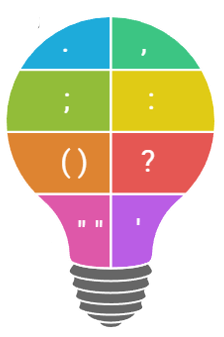 . ,
; :
() ?
" " '